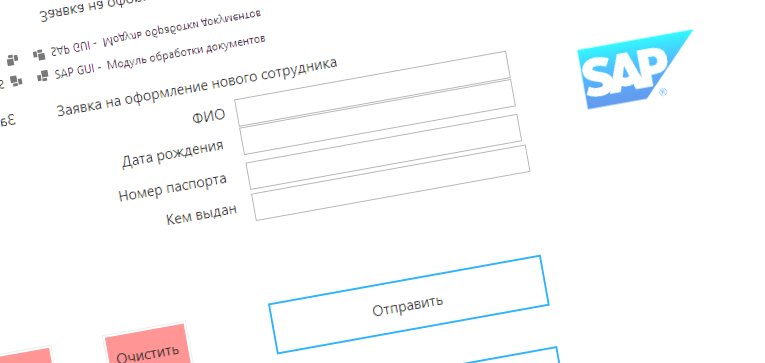 Заявка на оф
SAP GUI - Модуль обработки документов
SAP GUI - Модуль обработки документов
Заявка на оформление нового сотрудника
ФИО
Дата рождения
Номер паспорта
Кем выдан
Отправить
Очистить
SAP
®